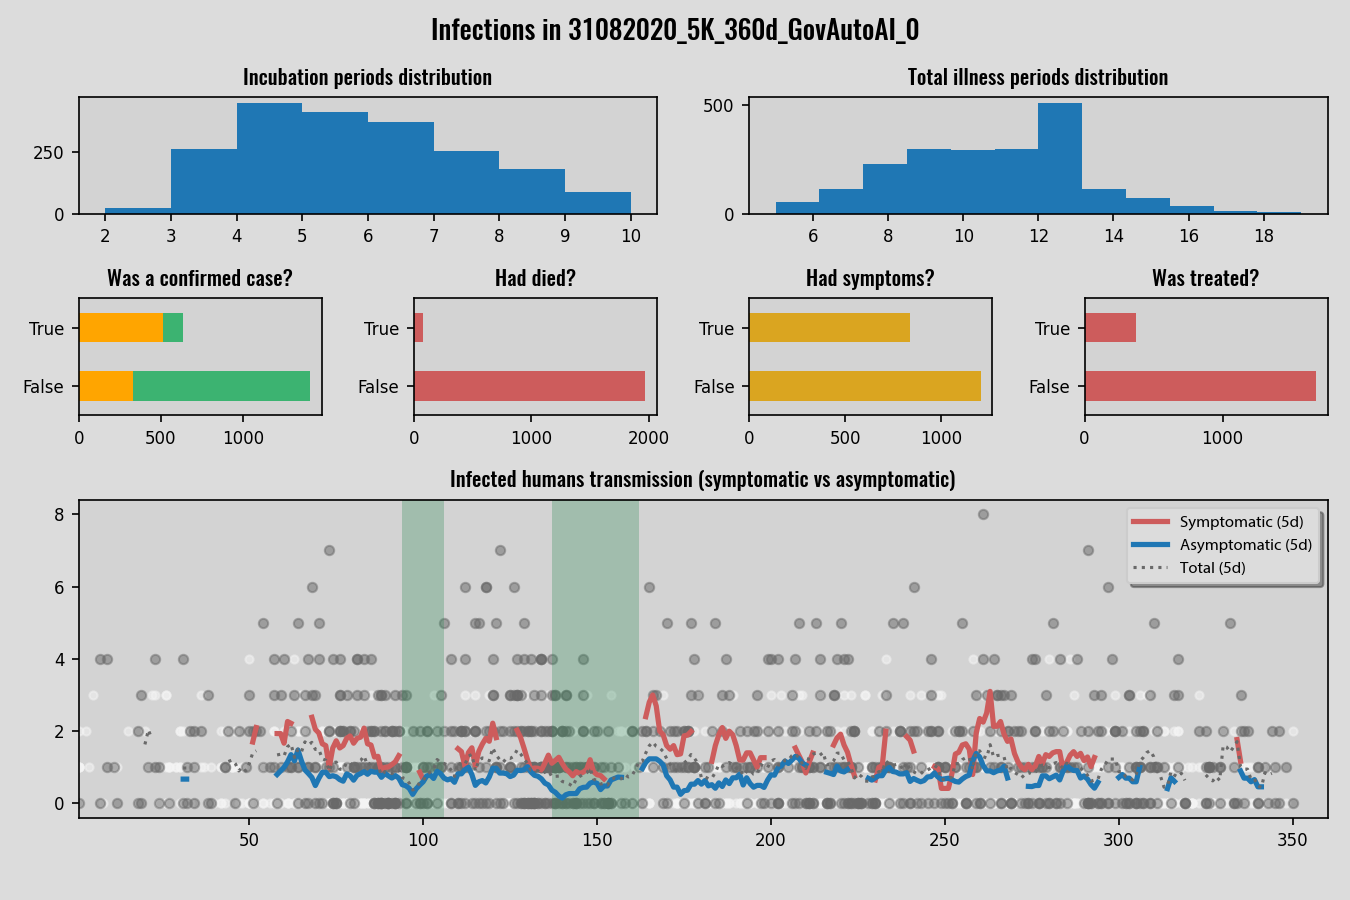 Infections in 31082020_5K_360d_GovAutoAI_0
Incubation periods distribution
Total illness periods distribution
250
0
2 3 4 5 6 7 8 9 10
500
0
6 8 10 12 14 16 18
Was a confirmed case?
Had died?
Had symptoms?
Was treated?
True
False
0 500 1000
True
False
0 1000 2000
True
False
0 500 1000
True
False
0 1000
Infected humans transmission (symptomatic vs asymptomatic)
8
6
4
2
0
50 100 150 200 250 300 350
Symptomatic (5d)
Asymptomatic (5d)
Total (5d)